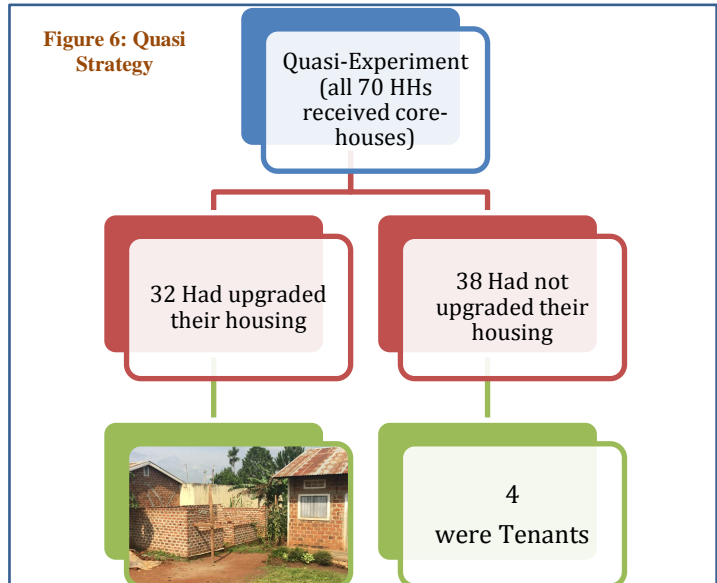 Figure 6: Quasi
Strategy
Quasi-Experiment
(all 70 HHs
received core-
houses)
32 Had upgraded
their housing
38 Had not
upgraded their
housing
4
were Tenants